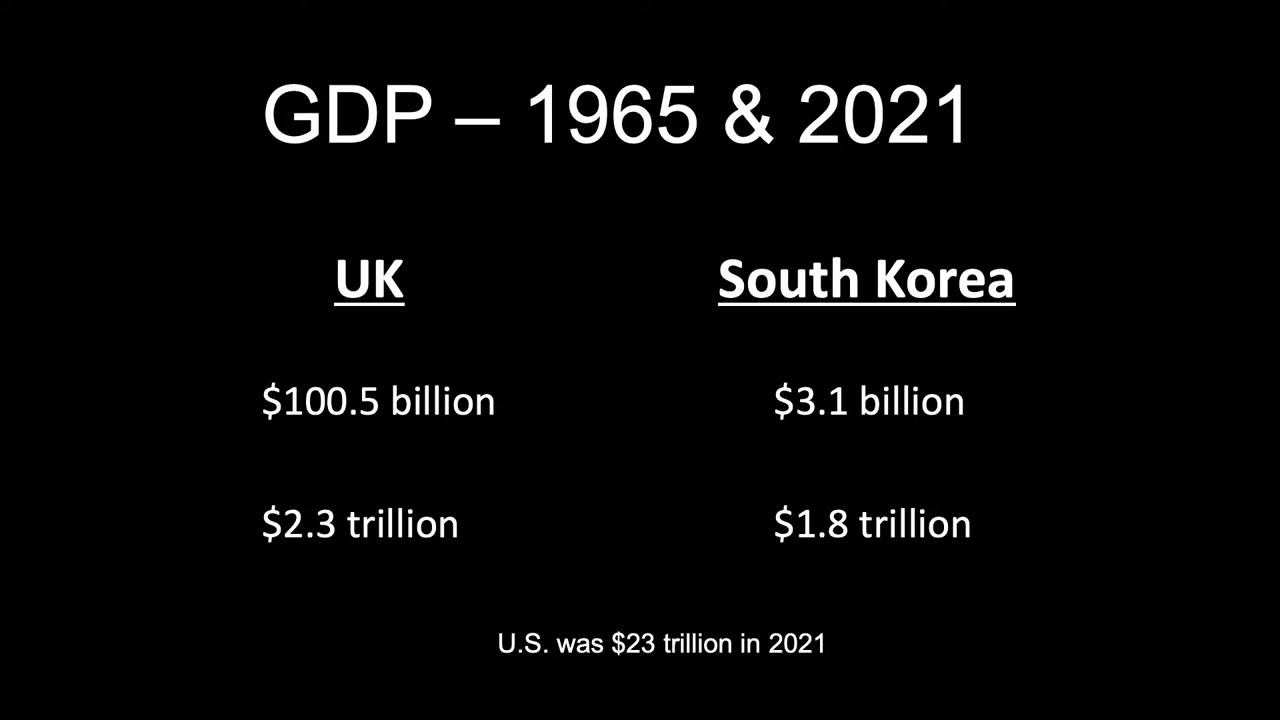 GDP – 1965 & 2021
UK South Korea
$100.5 billion $3.1 billion
$2.3 trillion $1.8 trillion
U.S. was $23 trillion in 2021